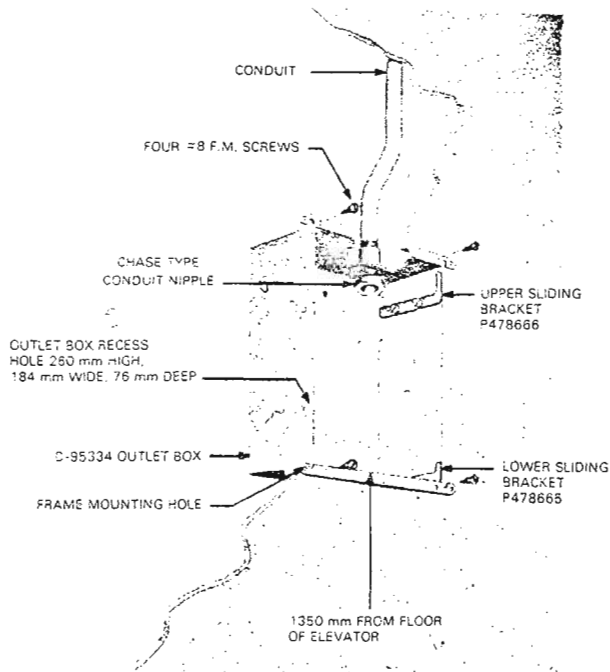 CONDUIT
FOUR #8 F.M. SCREWS
CHASE TYPE
CONDUIT NIPPLE
UPPER SLIDING
BRACKET
P478666
OUTLET BOX RECESS
HOLE 260 mm HIGH,
184 mm WIDE, 76 mm DEEP
LOWER SLIDING
BRACKET
P478665
OUTLET BOX
FRAME MOUNTING HOLE
1350 mm FROM FLOOR
OF ELEVATOR